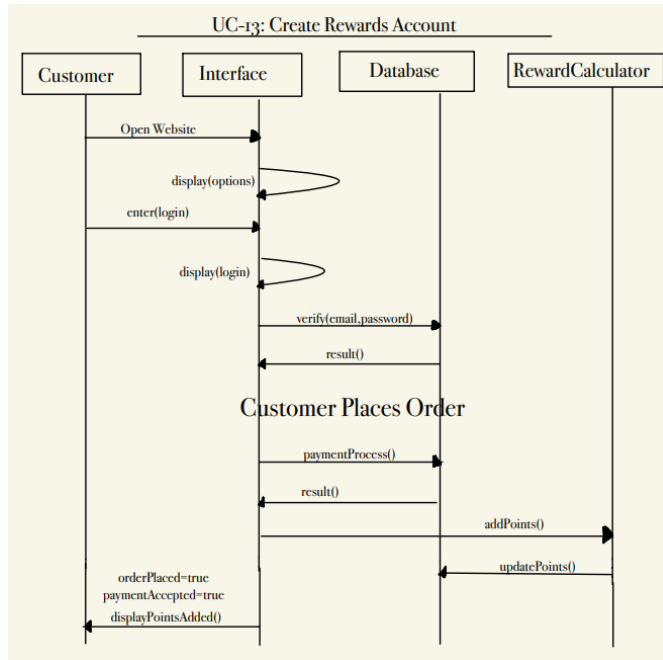 UC-13: Create Rewards Account
Customer
Interface
Database
RewardCalculator
Open Website
display(options)
enter(login)
display(login)
verify(email,password)
result()
Customer Places Order
paymentProcess()
result()
addPoints()
updatePoints()
orderPlaced=true
paymentAccepted=true
displayPointsAdded()